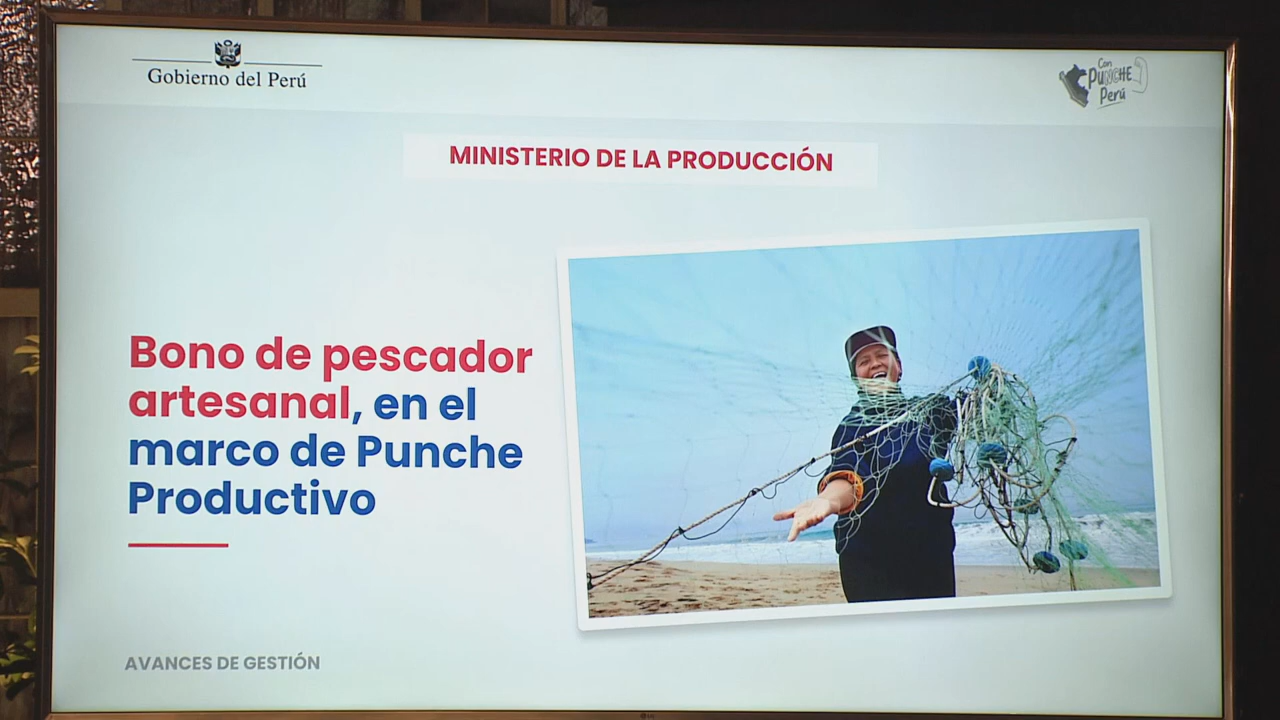 Gobierno del Perú
Con
PUNCHE
Perú
MINISTERIO DE LA PRODUCCIÓN
Bono de pescador
artesanal, en el
marco de Punche
Productivo
AVANCES DE GESTIÓN